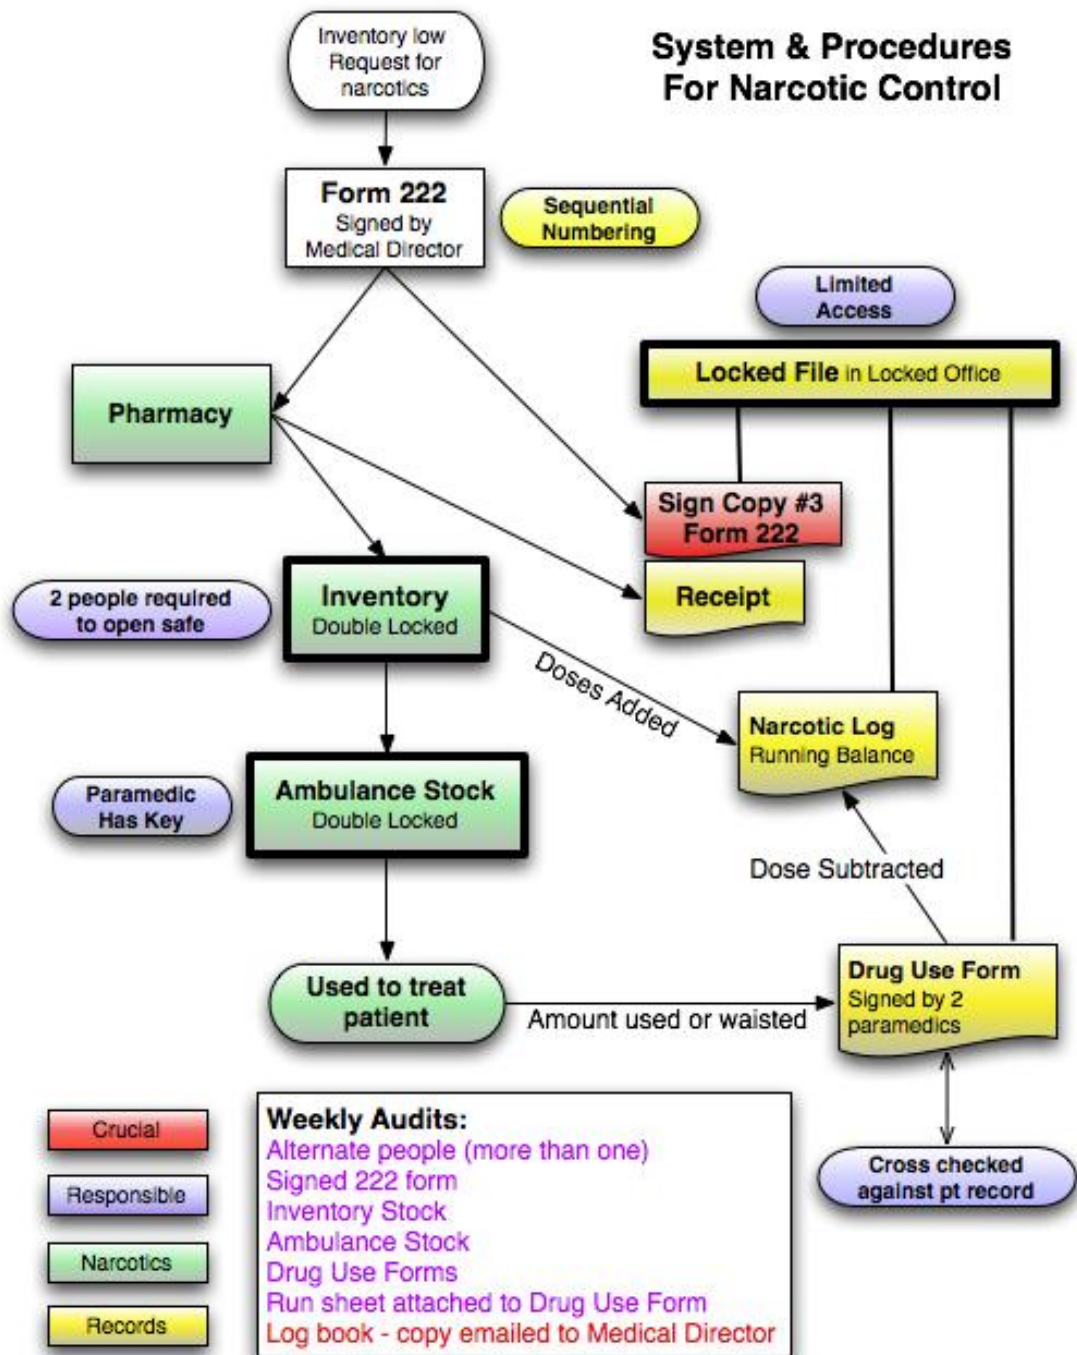 System & Procedures
For Narcotic Control
Inventory low
Request for
narcotics
Form 222
Signed by
Medical Director
Sequential
Numbering
Limited
Access
Locked File in Locked Office
Pharmacy
Sign Copy #3
Form 222
Receipt
2 people required
to open safe
Inventory
Double Locked
Doses Added
Narcotic Log
Running Balance
Paramedic
Has Key
Ambulance Stock
Double Locked
Dose Subtracted
Used to treat
patient
Amount used or waisted
Drug Use Form
Signed by 2
paramedics
Cross checked
against pt record
Crucial
Responsible
Narcotics
Records
Weekly Audits:
Alternate people (more than one)
Signed 222 form
Inventory Stock
Ambulance Stock
Drug Use Forms
Run sheet attached to Drug Use Form
Log book - copy emailed to Medical Director